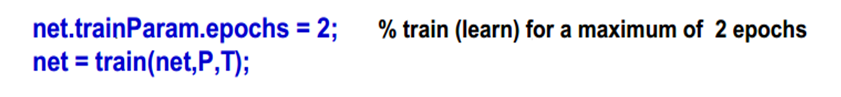 net.trainParam.epochs = 2; % train (learn) for a maximum of 2 epochs
net = train(net,P,T);